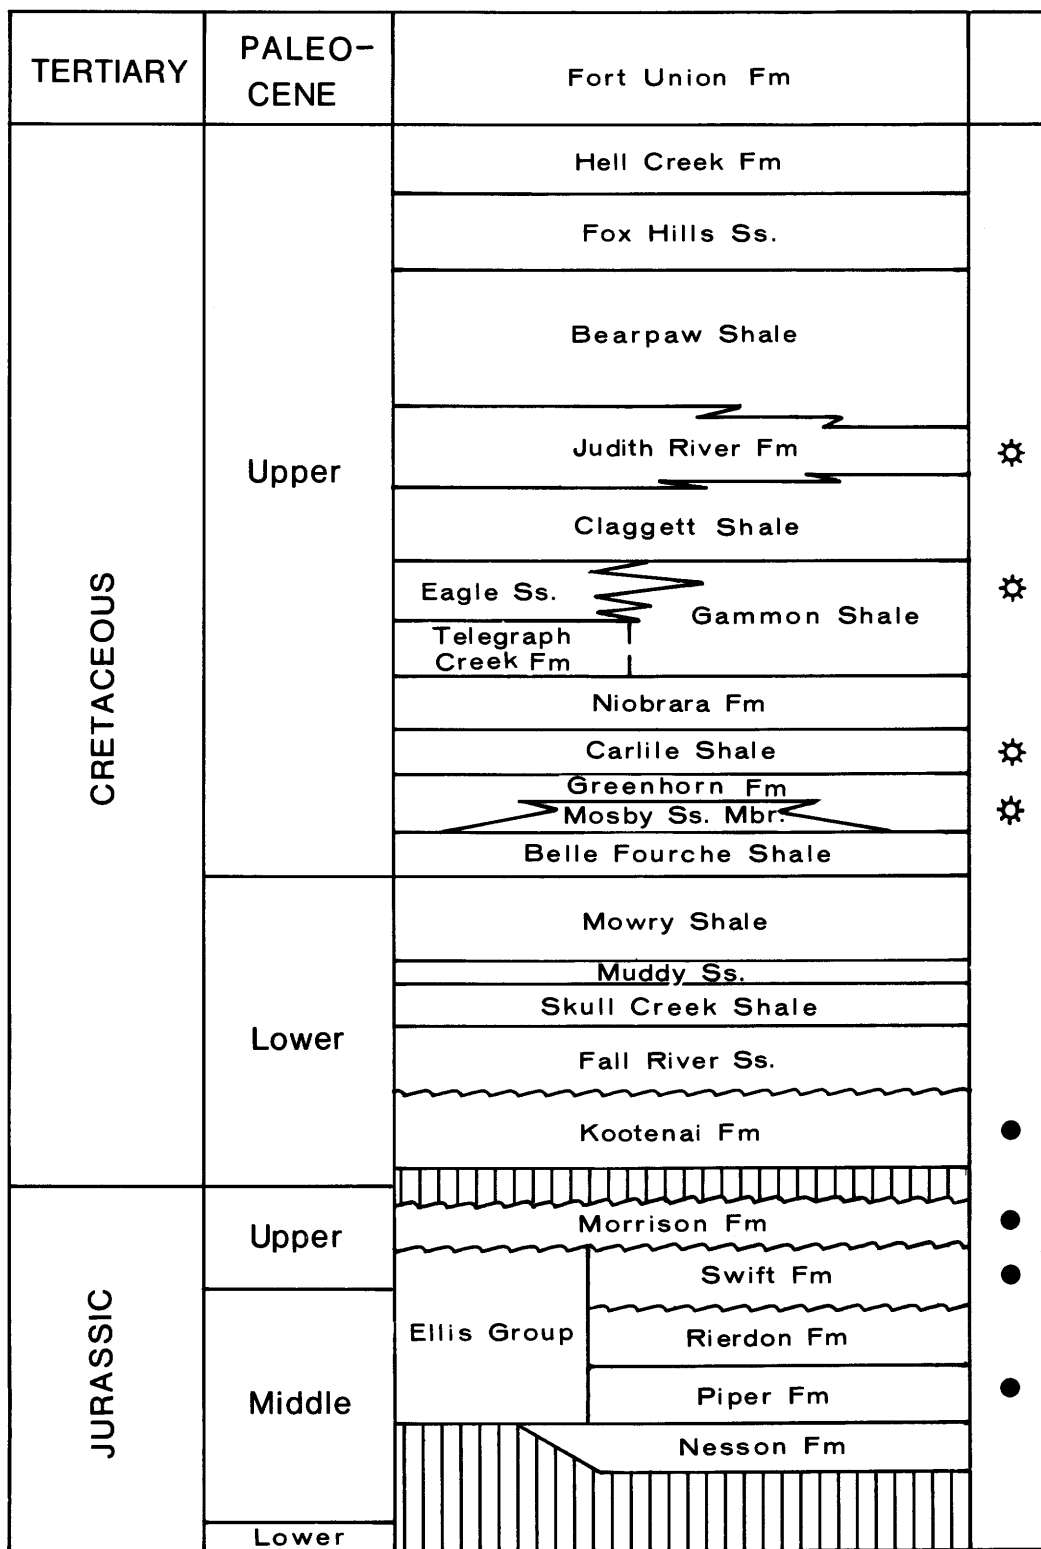 TERTIARY
PALEO-
CENE
Fort Union Fm
CRETACEOUS
Upper
Hell Creek Fm
Fox Hills Ss.
Bearpaw Shale
Judith River Fm
Claggett Shale
Eagle Ss.
Gammon Shale
Telegraph
Creek Fm
Niobrara Fm
Carlile Shale
Greenhorn Fm
Mosby Ss. Mbr.
Belle Fourche Shale
Lower
Mowry Shale
Muddy Ss.
Skull Creek Shale
Fall River Ss.
Kootenai Fm
JURASSIC
Upper
Morrison Fm
Swift Fm
Ellis Group
Rierdon Fm
Middle
Piper Fm
Nesson Fm
Lower